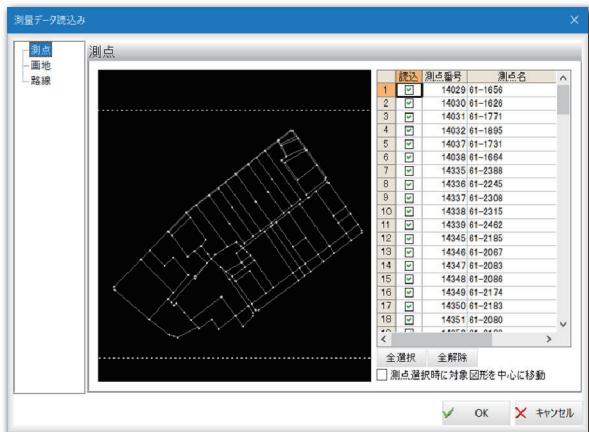 測量データ読込み
測点
画地
路線
測点
読込 測点番号 測点名
1 14029 61-1656
2 14030 61-1626
3 14031 61-1771
4 14032 61-1895
5 14037 61-1731
6 14038 61-1664
7 14335 61-2388
8 14336 61-2245
9 14337 61-2308
10 14338 61-2315
11 14339 61-2462
12 14345 61-2185
13 14346 61-2067
14 14347 61-2083
15 14348 61-2086
16 14349 61-2174
17 14350 61-2183
18 14351 61-2080
全選択 全解除
測点選択時に対象図形を中心に移動
OK キャンセル